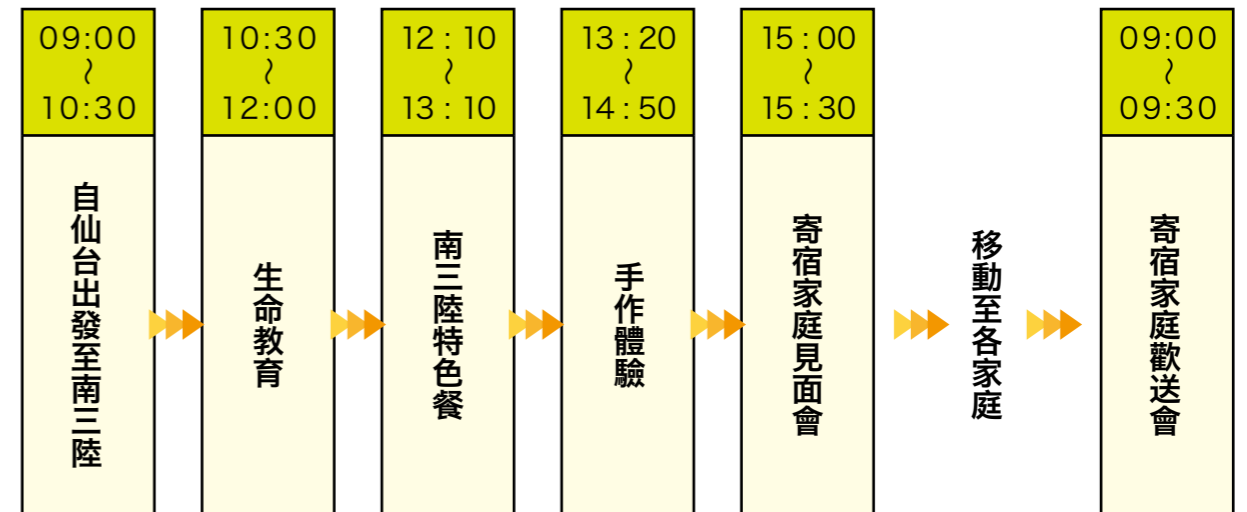 09:00
～
10:30
自仙台出發至南三陸
10:30
～
12:00
生命教育
12：10
～
13：10
南三陸特色餐
13：20
～
14：50
手作體驗
15：00
～
15：30
寄宿家庭見面會
移動至各家庭
09:00
～
09:30
寄宿家庭歡送會